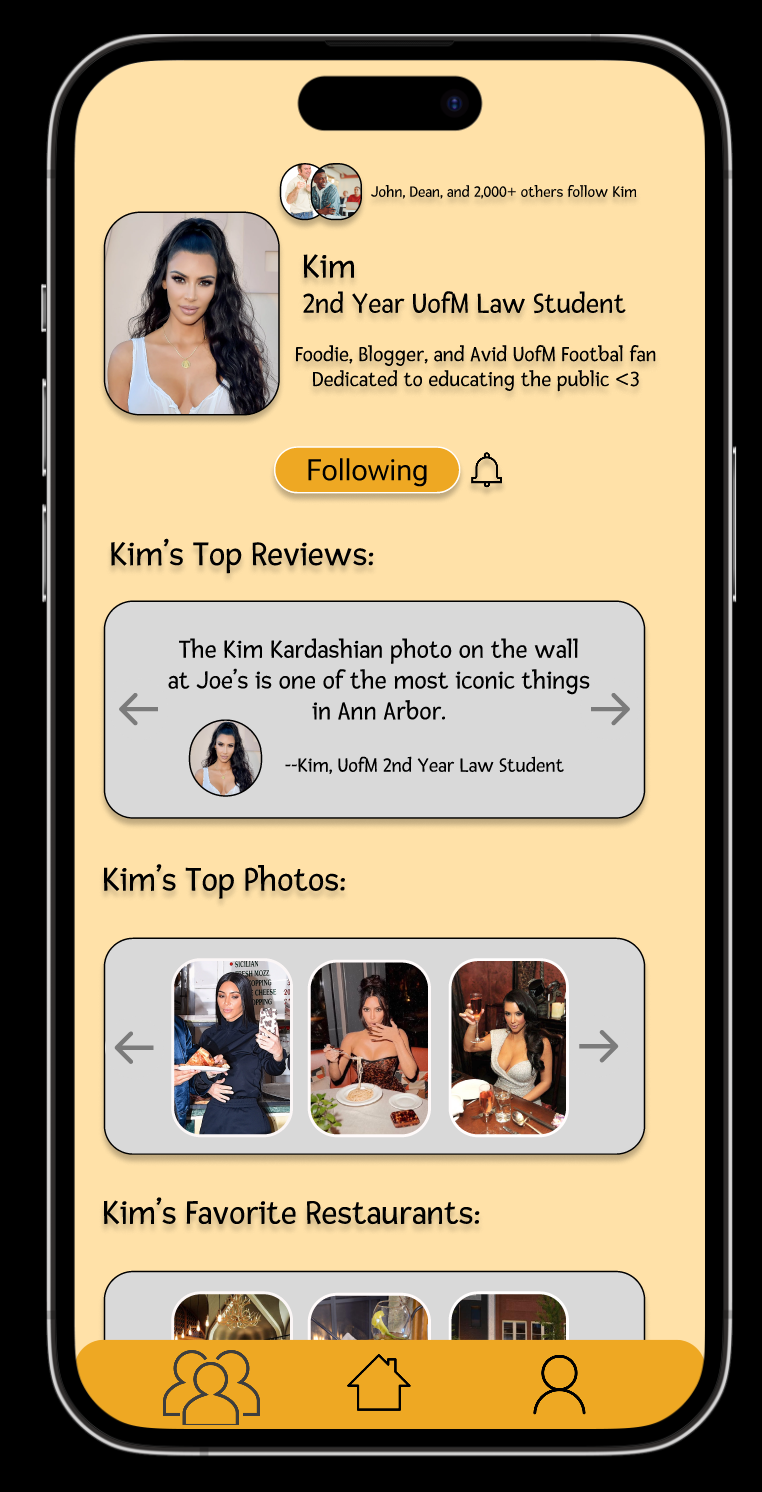 John, Dean, and 2,000+ others follow Kim
Kim
2nd Year UofM Law Student
Foodie, Blogger, and Avid UofM Footbal fan
Dedicated to educating the public <3
Following
Kim's Top Reviews:
The Kim Kardashian photo on the wall
at Joe's is one of the most iconic things
in Ann Arbor.
--Kim, UofM 2nd Year Law Student
Kim's Top Photos:
SICILIAN
FRESH MOZZ
OPPING
CHEESE
OPPING
Kim's Favorite Restaurants: